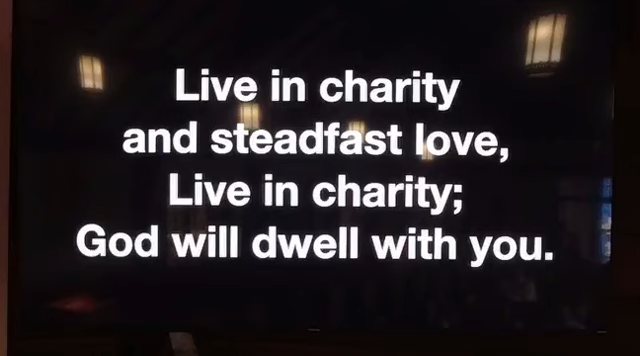 Live in charity
and steadfast love,
Live in charity;
God will dwell with you.